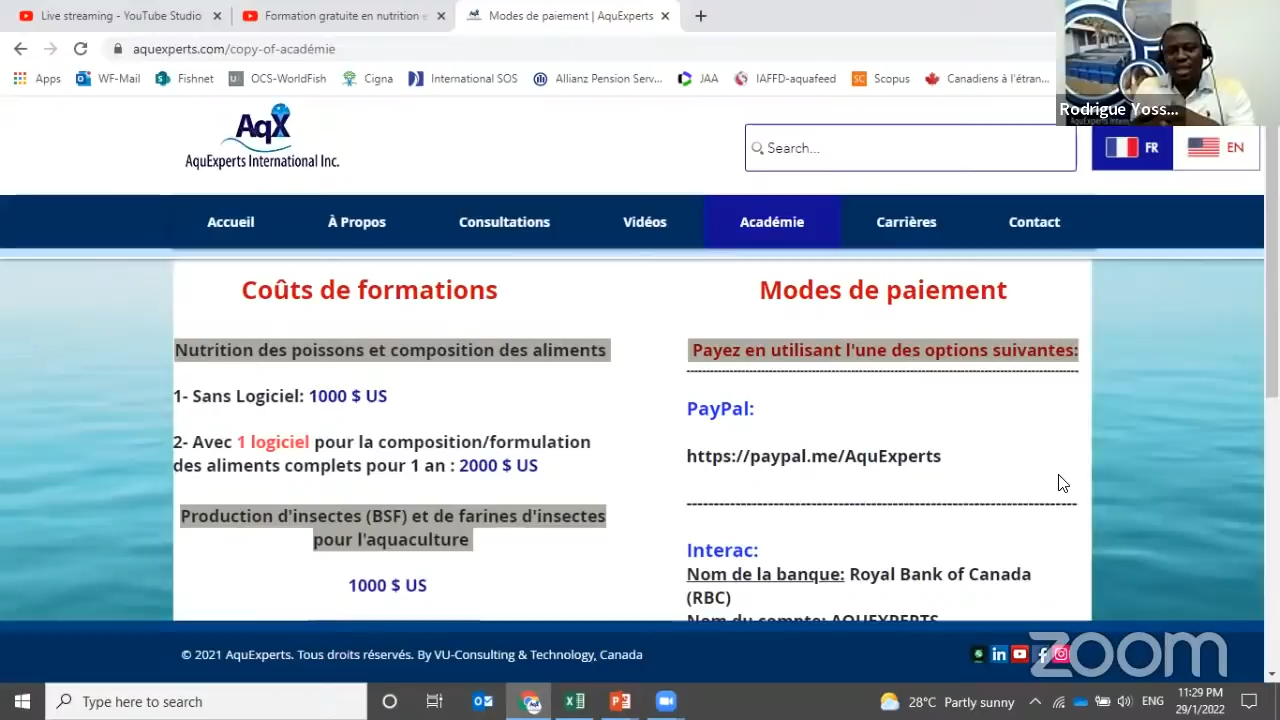 Live streaming - YouTube Studio
Formation gratuite en nutrition e
Modes de paiement | AquExperts
aquexperts.com/copy-of-académie
Apps WF-Mail Fishnet OCS-WorldFish Cigna International SOS Allianz Pension Serv... JAA IAFFD-aquafeed Scopus Canadiens à l'étran...
Rodrigue Yoss...
AqX
AquExperts International Inc.
Search...
FR EN
Accueil À Propos Consultations Vidéos Académie Carrières Contact
Coûts de formations
Nutrition des poissons et composition des aliments
1- Sans Logiciel: 1000 $ US
2- Avec 1 logiciel pour la composition/formulation
des aliments complets pour 1 an : 2000 $ US
Production d'insectes (BSF) et de farines d'insectes
pour l'aquaculture
1000 $ US
Modes de paiement
Payez en utilisant l'une des options suivantes:
PayPal:
https://paypal.me/AquExperts
Interac:
Nom de la banque: Royal Bank of Canada
(RBC)
Nom du compte: AQUEXPERTS
© 2021 AquExperts. Tous droits réservés. By VU-Consulting & Technology, Canada
zoom
Type here to search
28°C Partly sunny
ENG
11:29 PM
29/1/2022